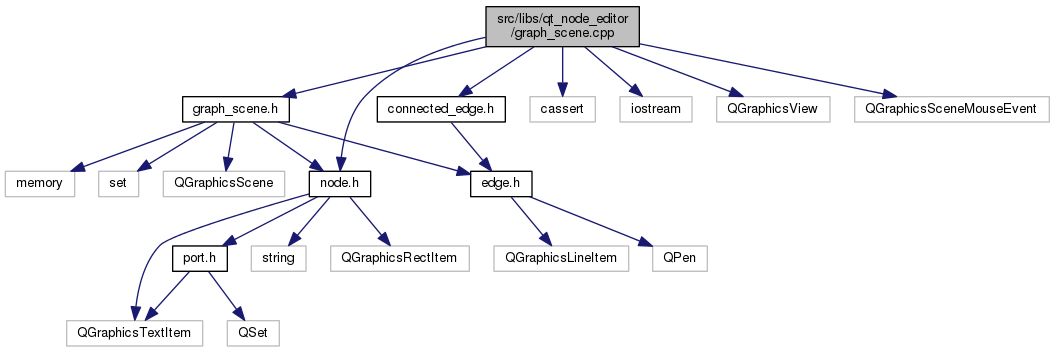 src/libs/qt_node_editor
/graph_scene.cpp
graph_scene.h
connected_edge.h
cassert
iostream
QGraphicsView
QGraphicsSceneMouseEvent
memory
set
QGraphicsScene
node.h
edge.h
port.h
string
QGraphicsRectItem
QGraphicsLineItem
QPen
QGraphicsTextItem
QSet